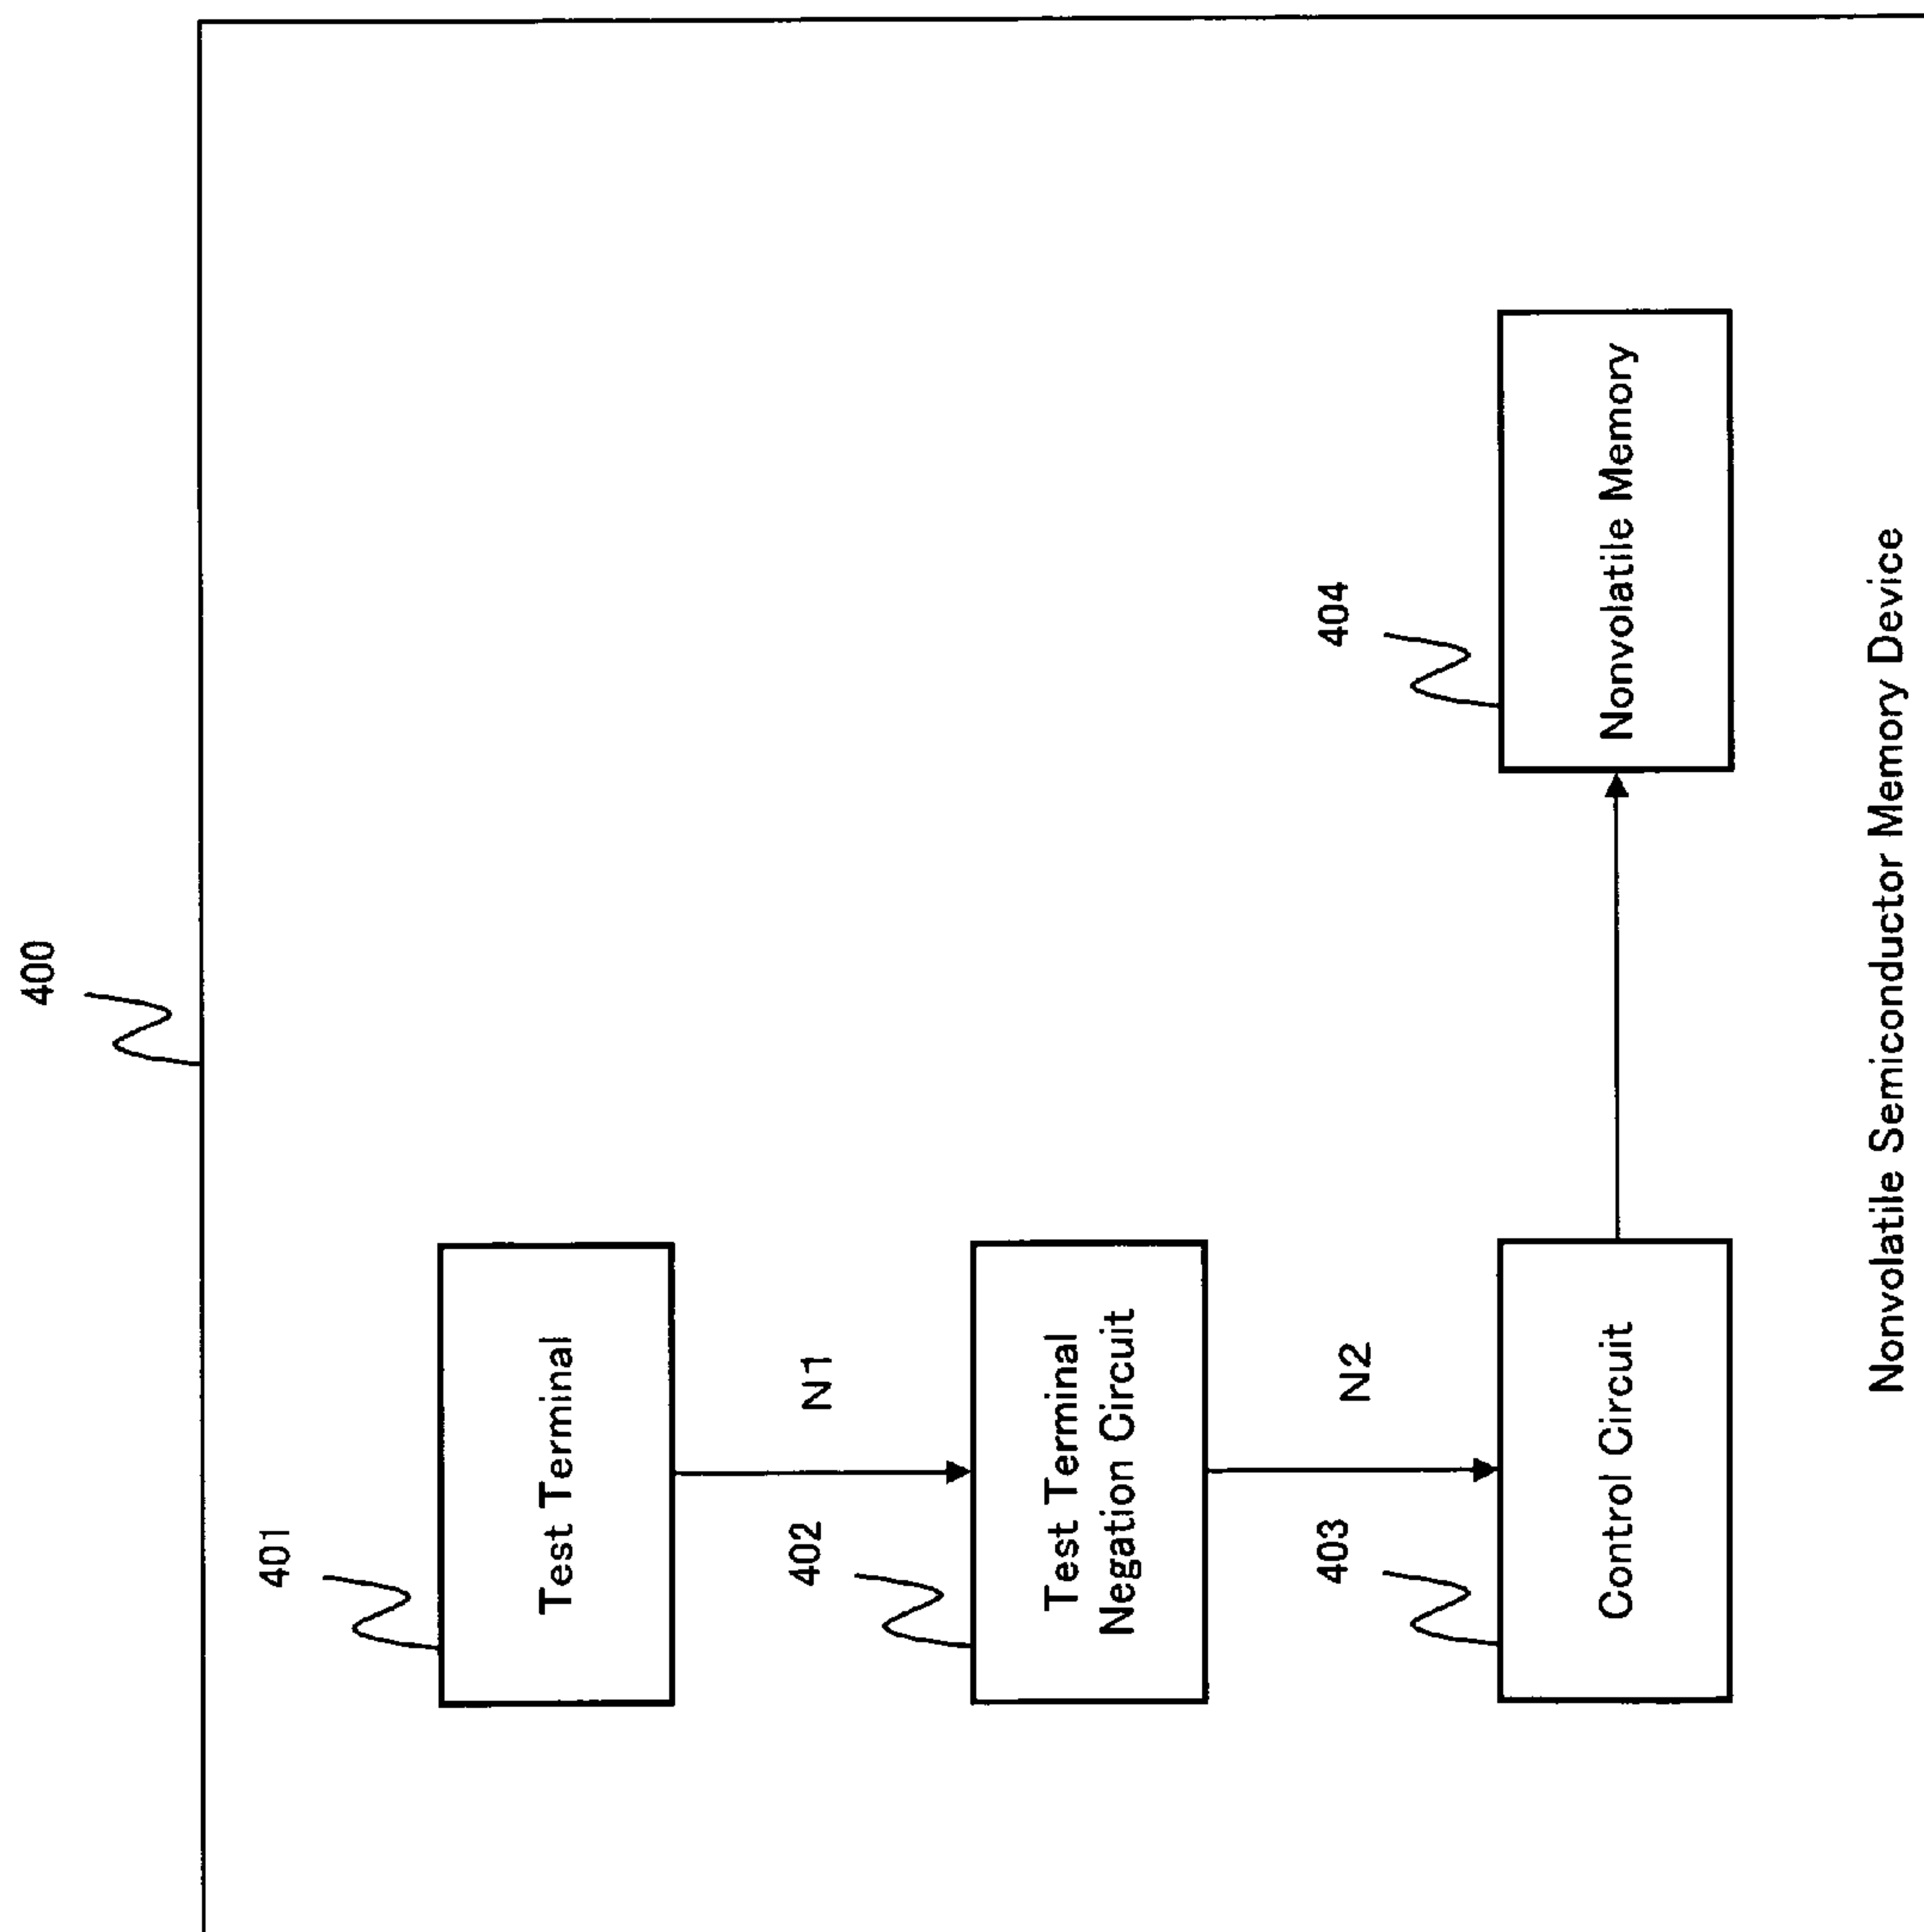 400
401
Test Terminal
N1
402
Test Terminal
Negation Circuit
N2
403
Control Circuit
404
Nonvolatile Memory
Nonvolatile Semiconductor Memory Device